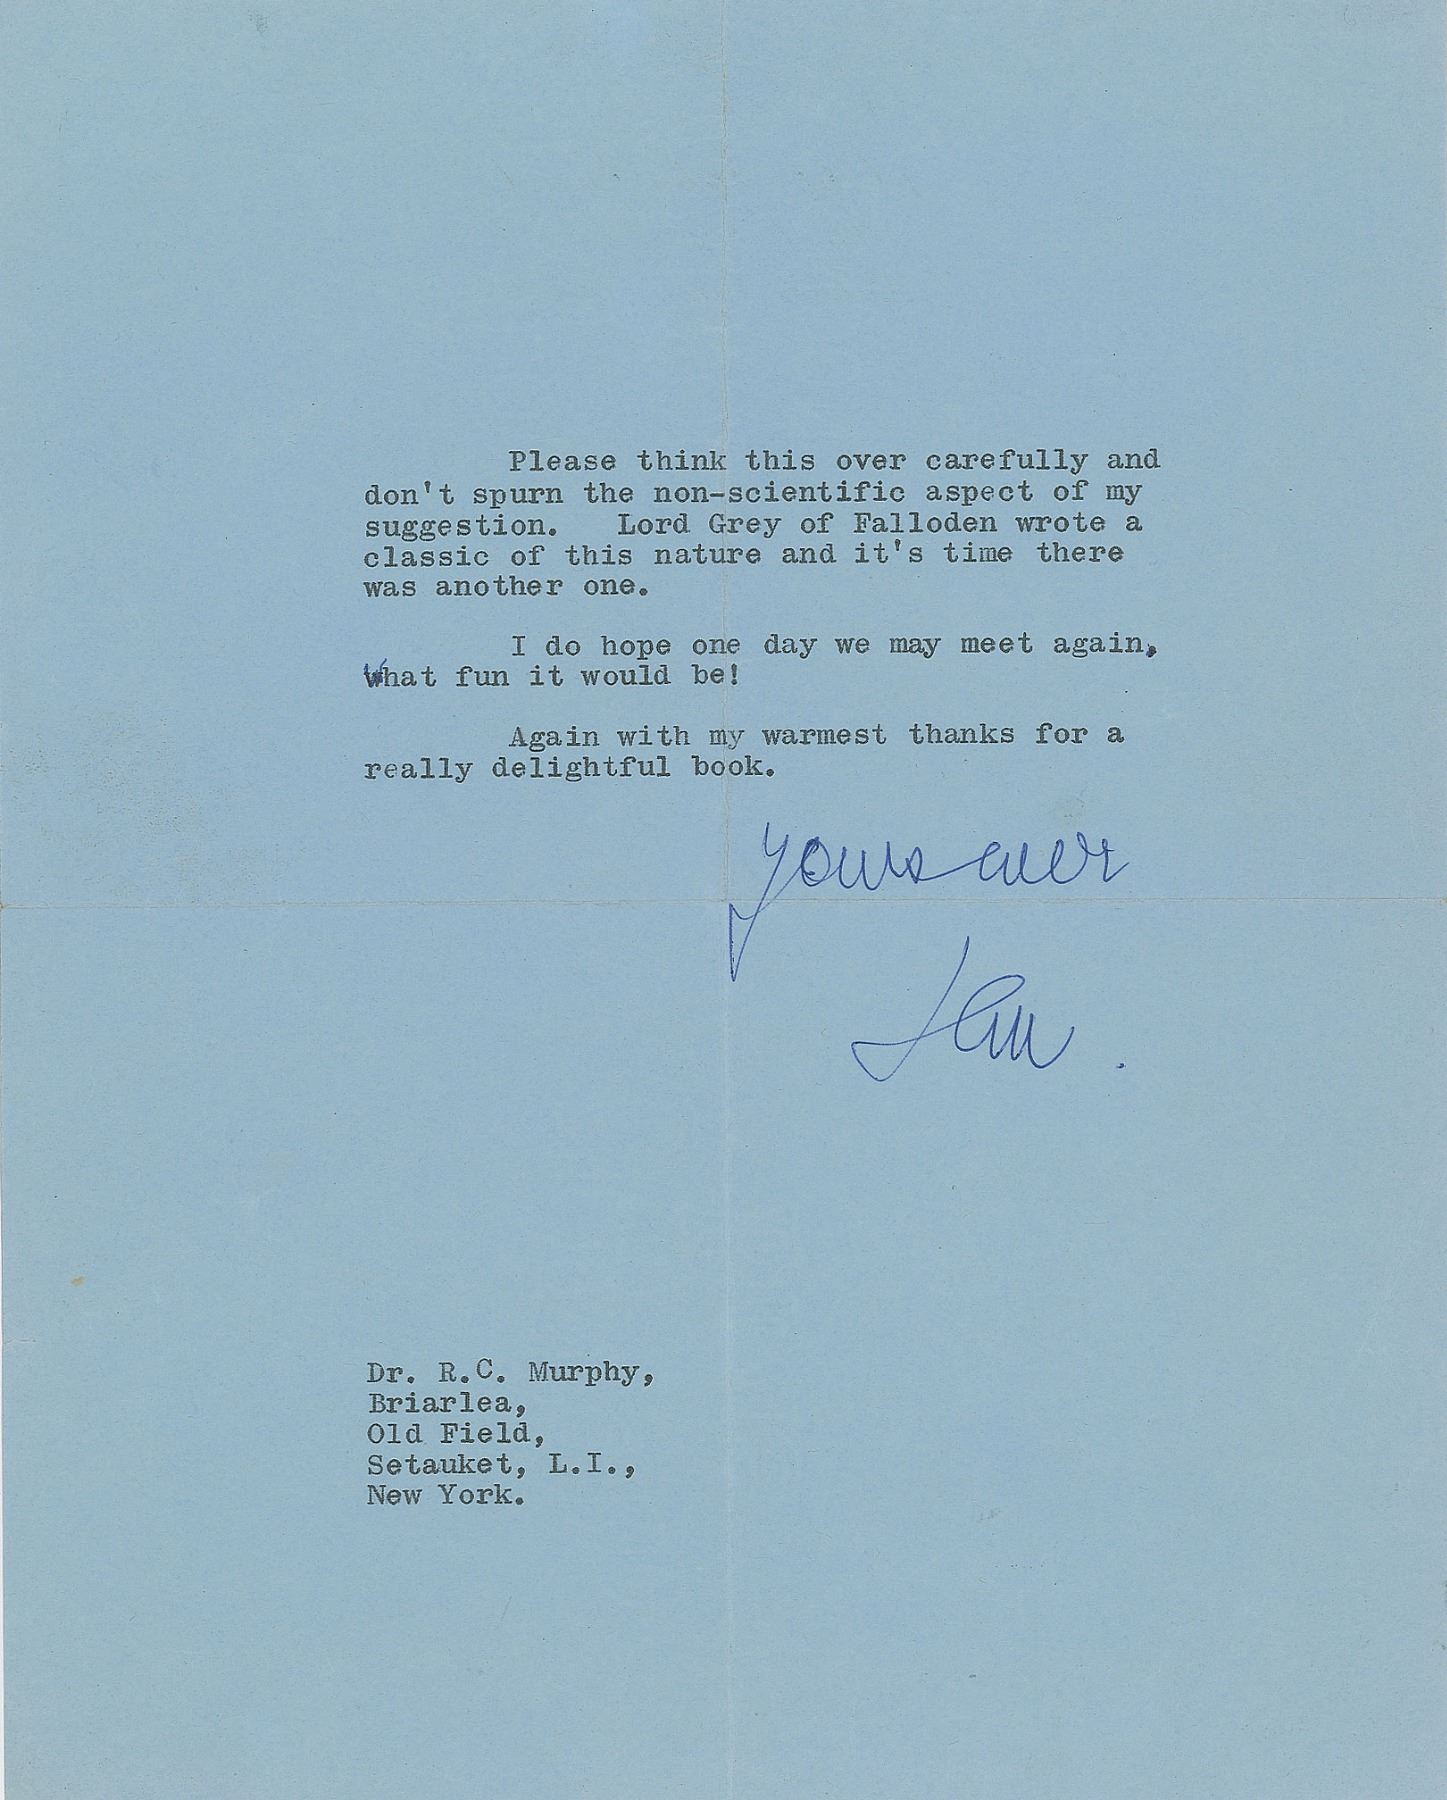 Please think this over carefully and
don't spurn the non-scientific aspect of my
suggestion. Lord Grey of Falloden wrote a
classic of this nature and it's time there
was another one.
I do hope one day we may meet again,
What fun it would be!
Again with my warmest thanks for a
really delightful book.
Yours ever
Dr. R.C. Murphy,
Briarlea,
Old Field,
Setauket, L.I.,
New York.